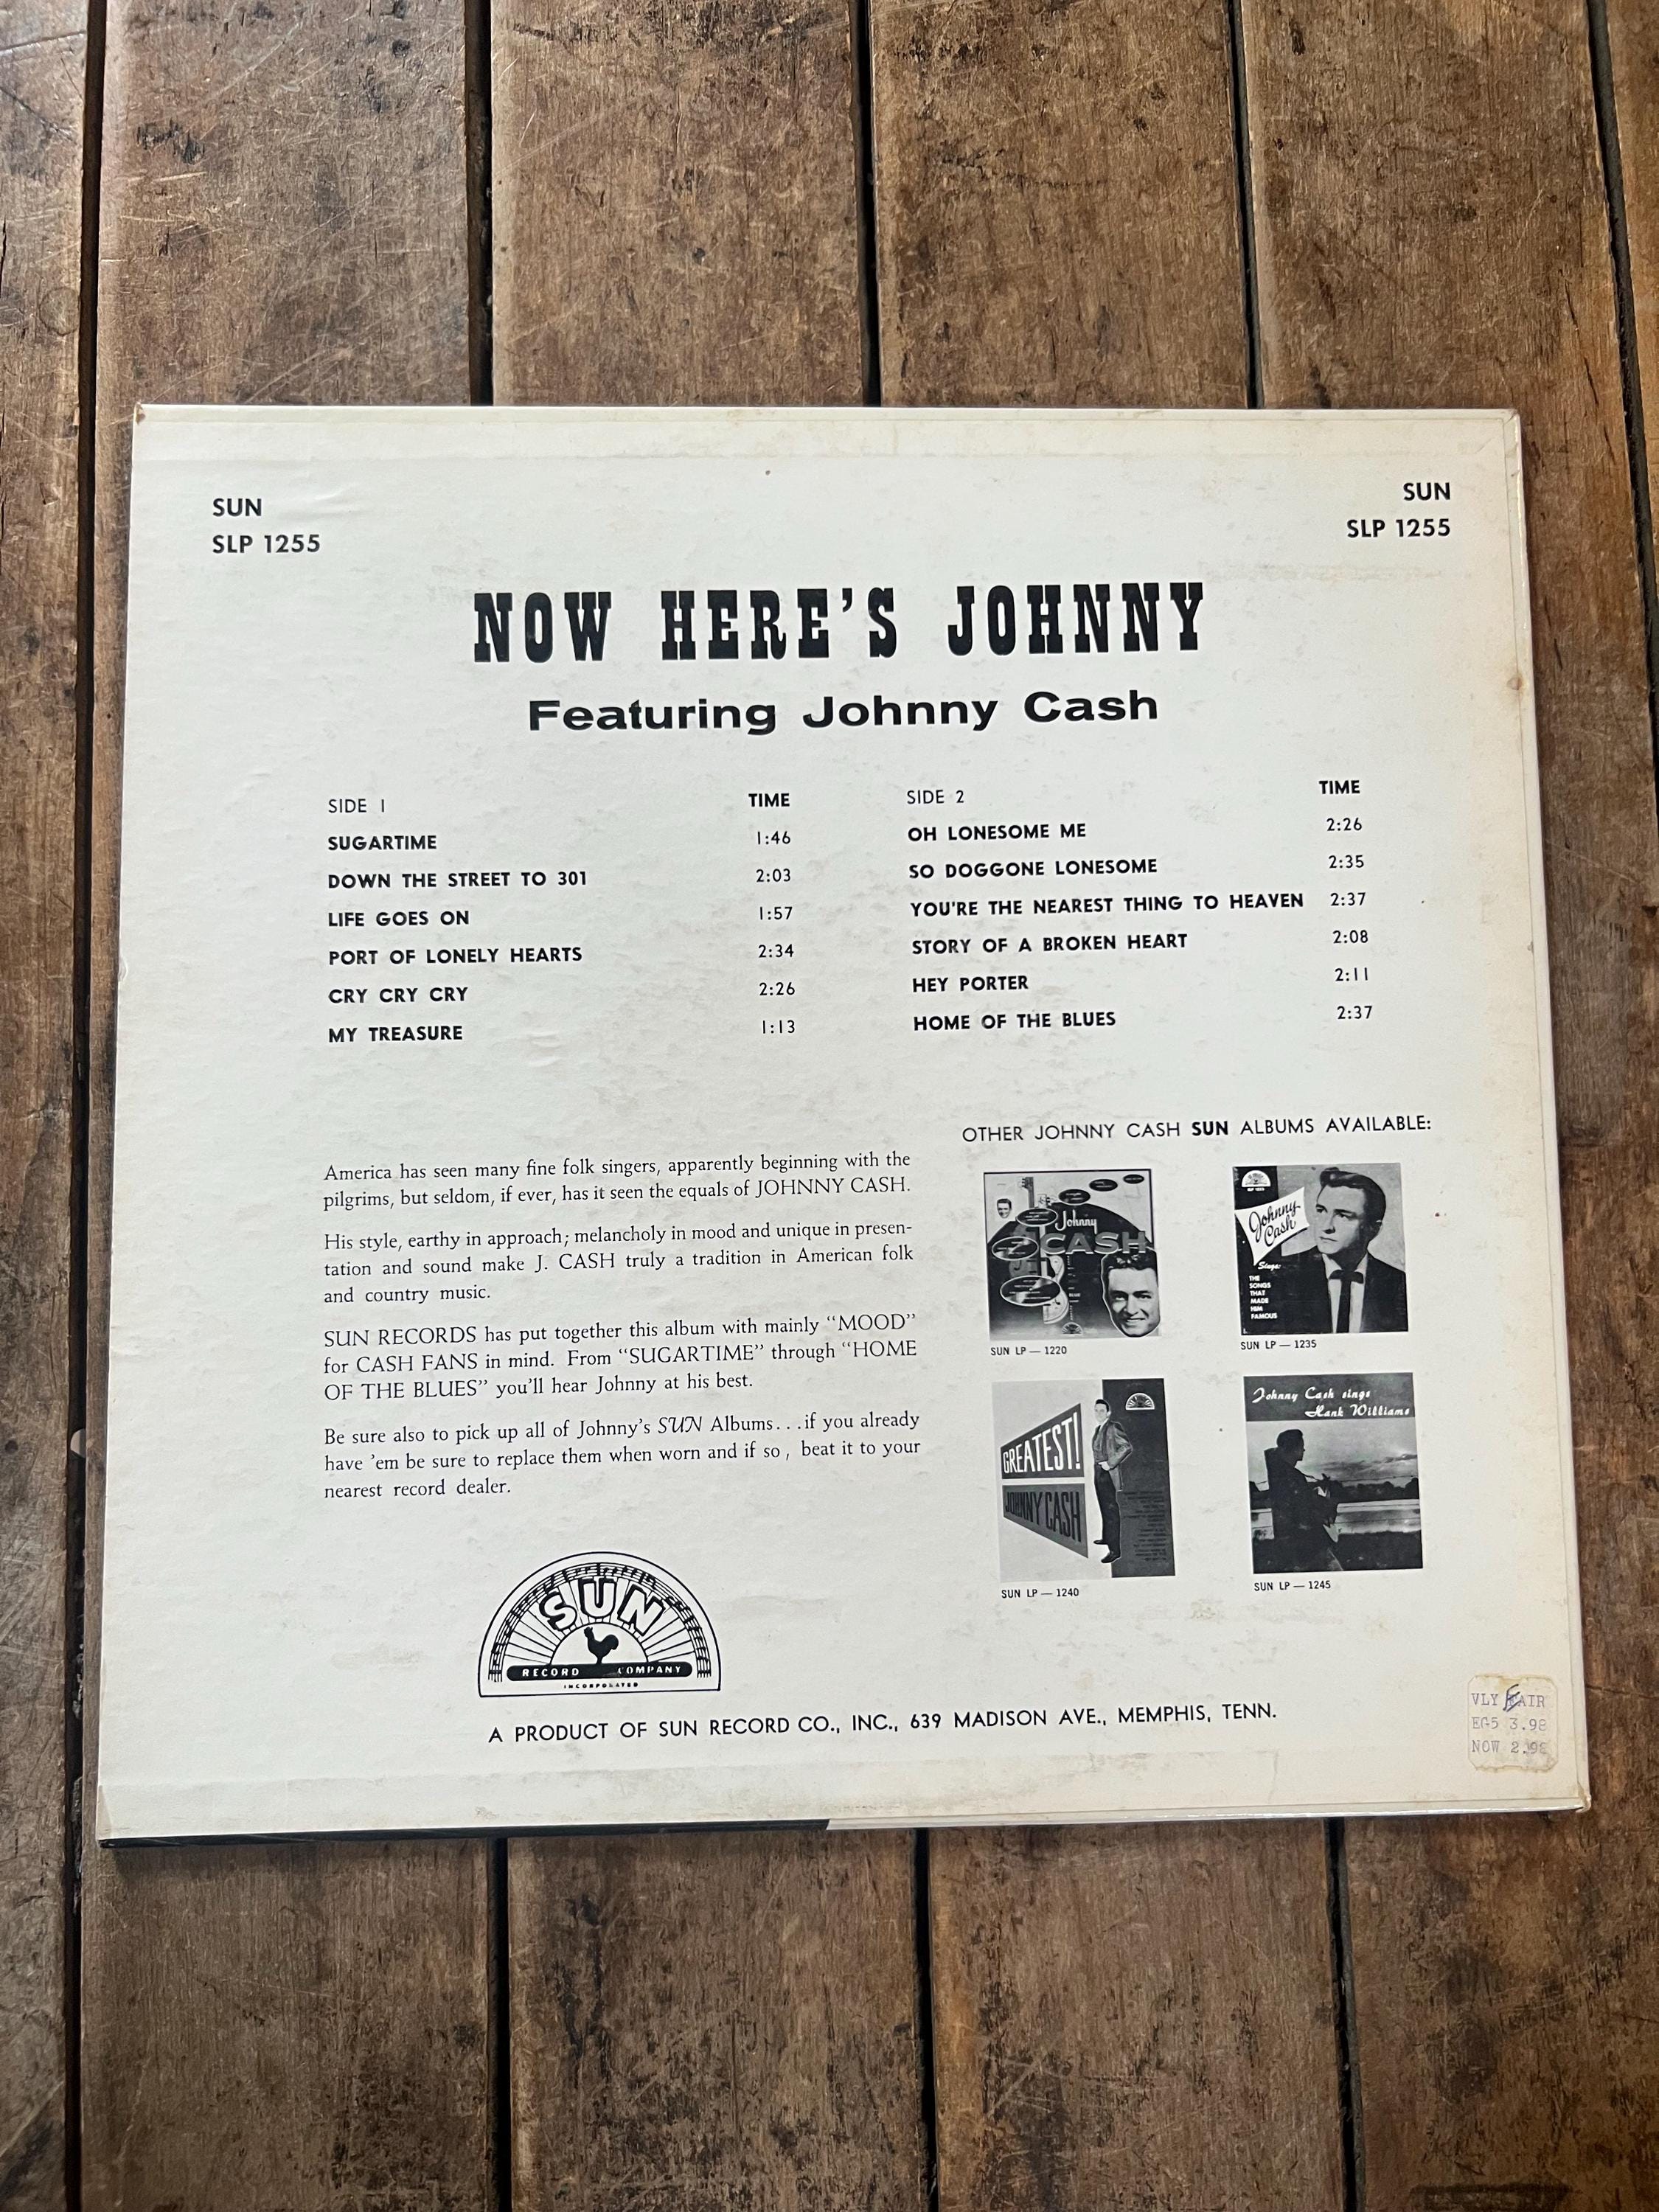 SUN
SLP 1255
SUN
SLP 1255
NOW HERE'S JOHNNY
Featuring Johnny Cash
SIDE 1 TIME
SUGARTIME 1:46
DOWN THE STREET TO 301 2:03
LIFE GOES ON 1:57
PORT OF LONELY HEARTS 2:34
CRY CRY CRY 2:26
MY TREASURE 1:13
SIDE 2 TIME
OH LONESOME ME 2:26
SO DOGGONE LONESOME 2:35
YOU'RE THE NEAREST THING TO HEAVEN 2:37
STORY OF A BROKEN HEART 2:08
HEY PORTER 2:11
HOME OF THE BLUES 2:37
America has seen many fine folk singers, apparently beginning with the
pilgrims, but seldom, if ever, has it seen the equals of JOHNNY CASH.
His style, earthy in approach; melancholy in mood and unique in presen-
tation and sound make J. CASH truly a tradition in American folk
and country music.
SUN RECORDS has put together this album with mainly "MOOD"
for CASH FANS in mind. From "SUGARTIME" through "HOME
OF THE BLUES" you'll hear Johnny at his best.
Be sure also to pick up all of Johnny's SUN Albums...if you already
have 'em be sure to replace them when worn and if so, beat it to your
nearest record dealer.
OTHER JOHNNY CASH SUN ALBUMS AVAILABLE:
Johnny
CASH
SUN LP — 1220
Johnny
Cash
Sings:
THE
SONGS
THAT
MADE
HIM
FAMOUS
SUN LP — 1235
GREATEST!
JOHNNY CASH
SUN LP — 1240
Johnny Cash sings
Hank Williams
SUN LP — 1245
SUN
RECORD COMPANY
INCORPORATED
A PRODUCT OF SUN RECORD CO., INC., 639 MADISON AVE., MEMPHIS, TENN.
VLY FAIR
EG5 3.98
NOW 2.98